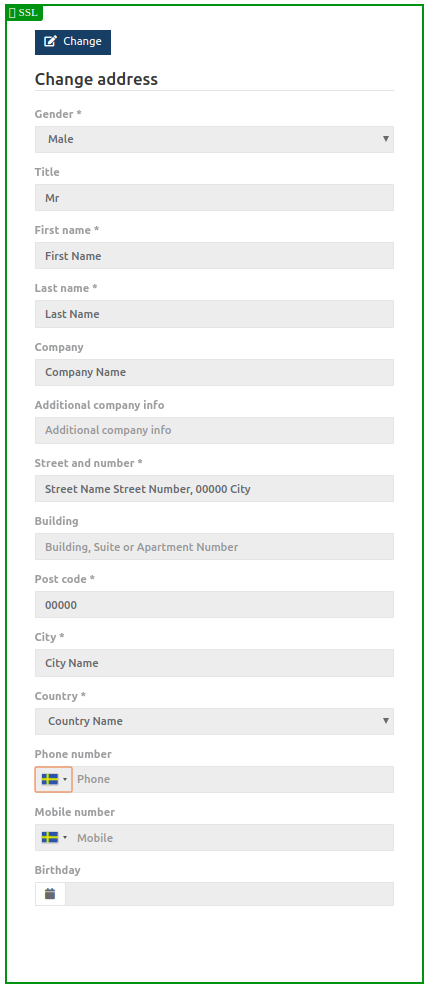 SSL
Change
Change address
Gender *
Male
Title
Mr
First name *
First Name
Last name *
Last Name
Company
Company Name
Additional company info
Additional company info
Street and number *
Street Name Street Number, 00000 City
Building
Building, Suite or Apartment Number
Post code *
00000
City *
City Name
Country *
Country Name
Phone number
Phone
Mobile number
Mobile
Birthday